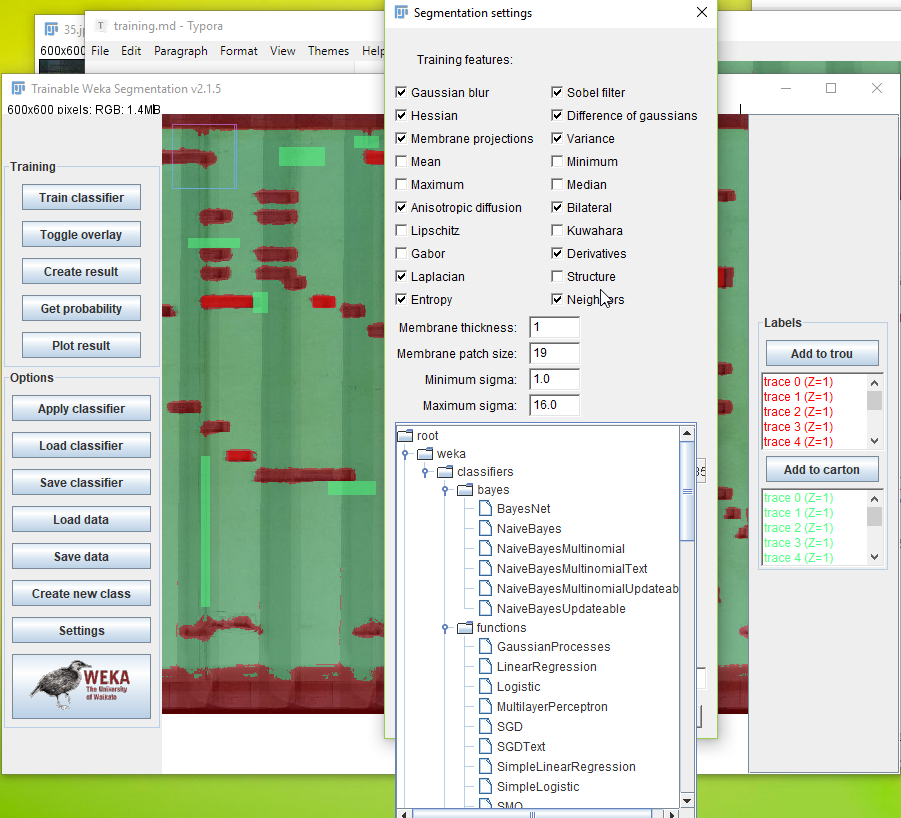 35.j
training.md - Typora
600x600
File Edit Paragraph Format View Themes Help
Trainable Weka Segmentation v2.1.5
600x600 pixels; RGB; 1.4MB
Training
Train classifier
Toggle overlay
Create result
Get probability
Plot result
Options
Apply classifier
Load classifier
Save classifier
Load data
Save data
Create new class
Settings
WEKA
The University
of Waikato
Segmentation settings
Training features:
Gaussian blur Sobel filter
Hessian Difference of gaussians
Membrane projections Variance
Mean Minimum
Maximum Median
Anisotropic diffusion Bilateral
Lipschitz Kuwahara
Gabor Derivatives
Laplacian Structure
Entropy Neighbors
Membrane thickness: 1
Membrane patch size: 19
Minimum sigma: 1.0
Maximum sigma: 16.0
root
weka
classifiers
bayes
BayesNet
NaiveBayes
NaiveBayesMultinomial
NaiveBayesMultinomialText
NaiveBayesMultinomialUpdateab
NaiveBayesUpdateable
functions
GaussianProcesses
LinearRegression
Logistic
MultilayerPerceptron
SGD
SGDText
SimpleLinearRegression
SimpleLogistic
SMO
Labels
Add to trou
trace 0 (Z=1)
trace 1 (Z=1)
trace 2 (Z=1)
trace 3 (Z=1)
trace 4 (Z=1)
Add to carton
trace 0 (Z=1)
trace 1 (Z=1)
trace 2 (Z=1)
trace 3 (Z=1)
trace 4 (Z=1)